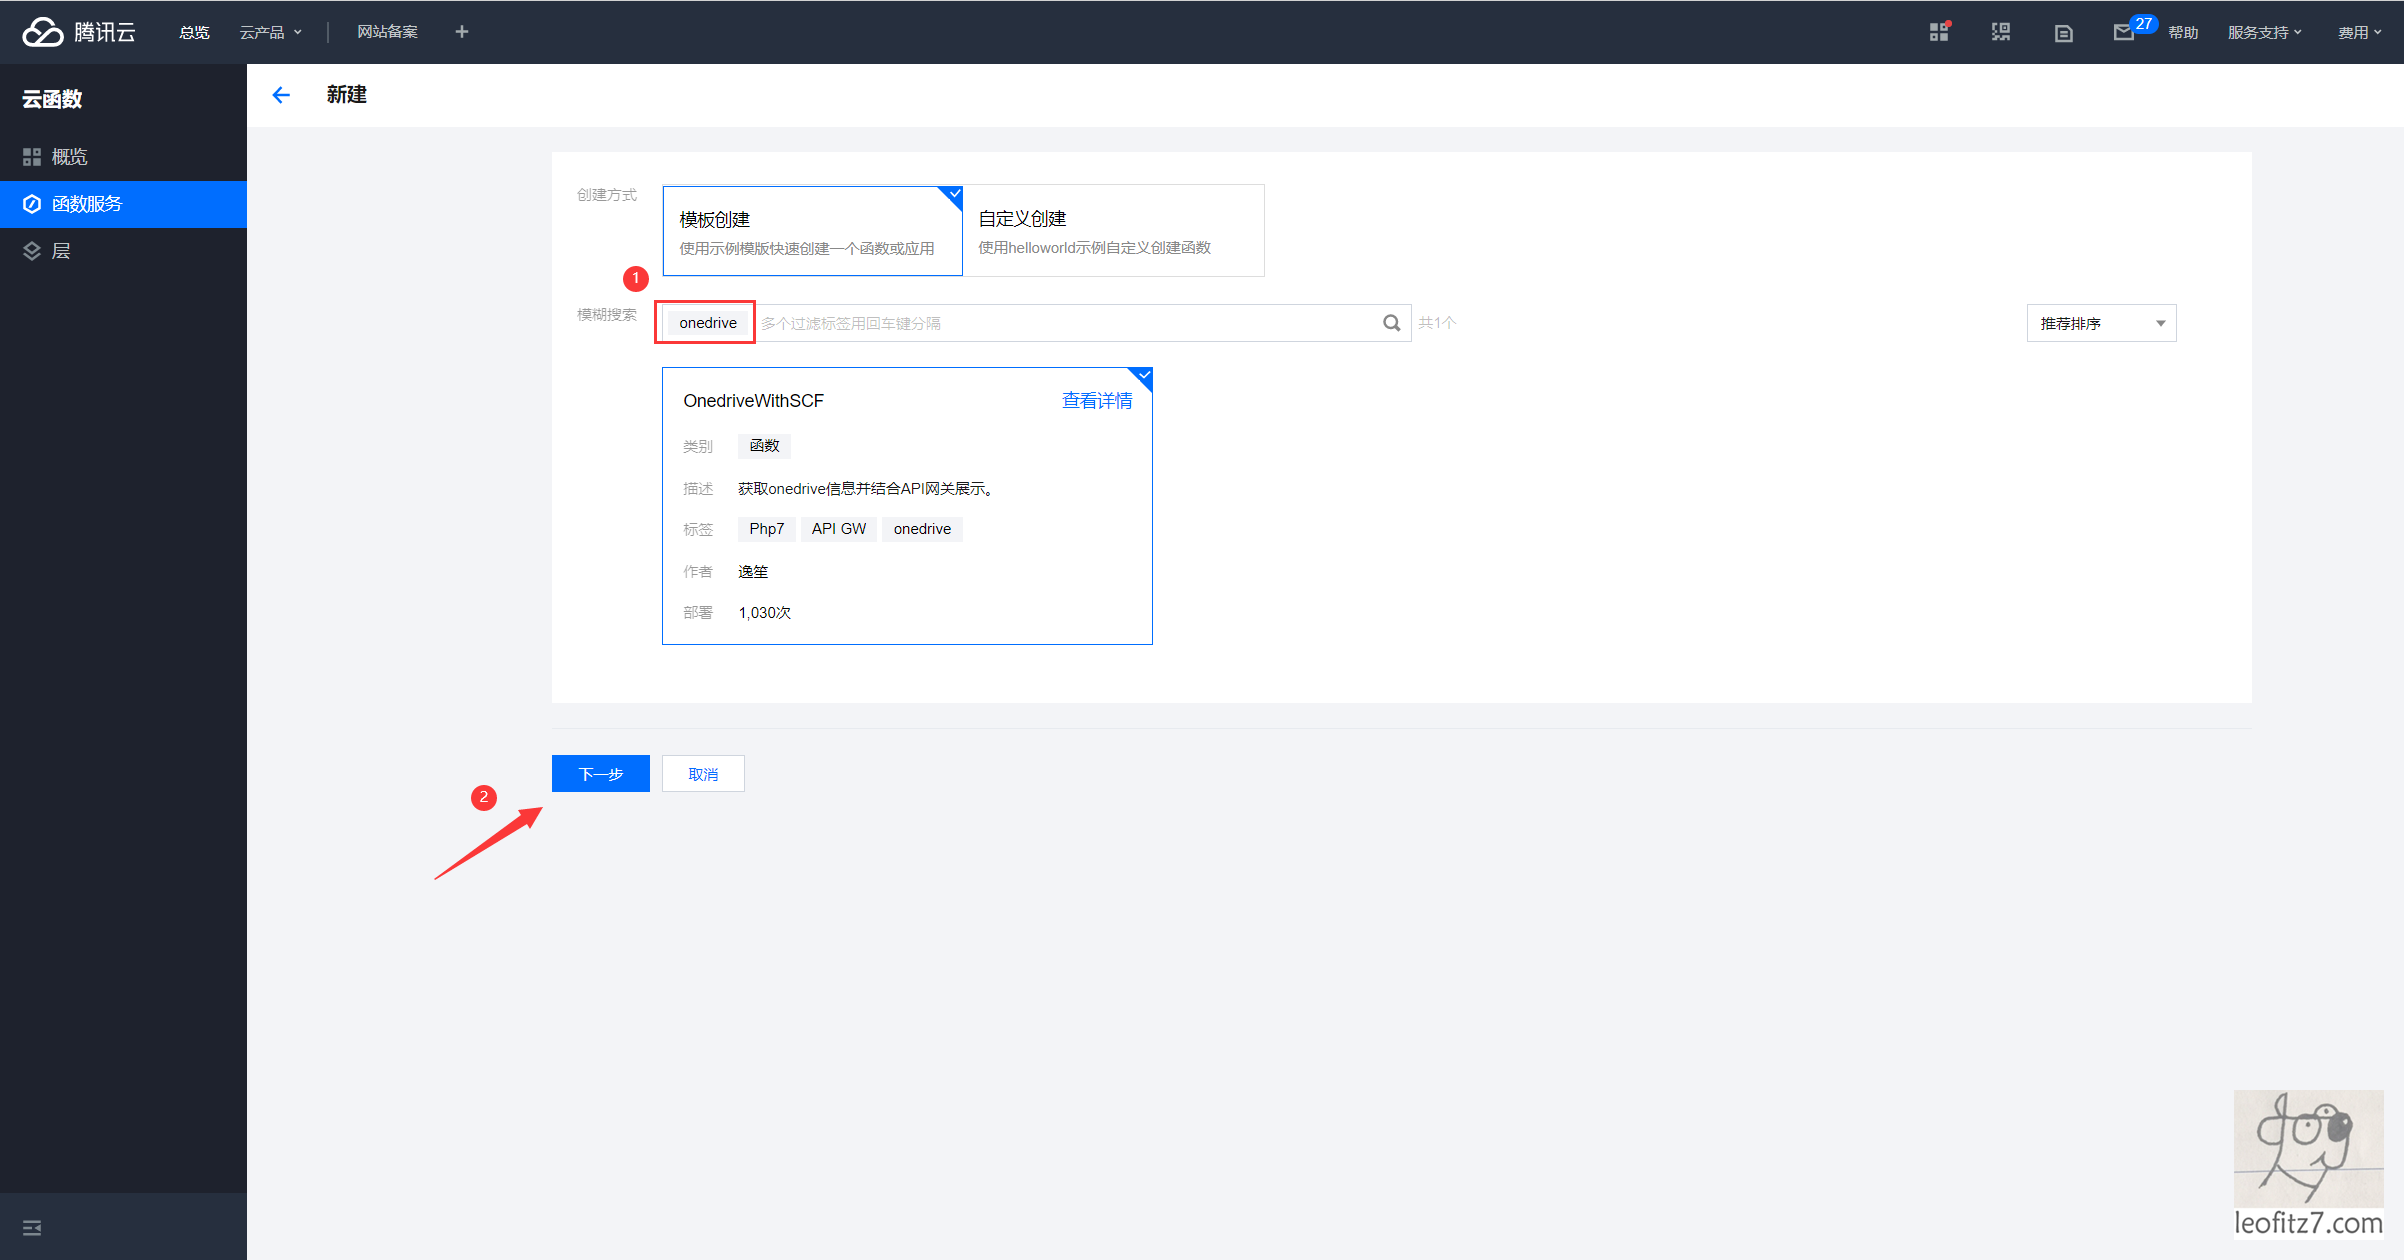 腾讯云
总览
云产品
网站备案
27
帮助
服务支持
费用
云函数
概览
函数服务
层
新建
创建方式
模板创建
使用示例模版快速创建一个函数或应用
自定义创建
使用helloworld示例自定义创建函数
1
模糊搜索
onedrive
多个过滤标签用回车键分隔
共1个
推荐排序
OnedriveWithSCF
查看详情
类别
函数
描述
获取onedrive信息并结合API网关展示。
标签
Php7
API GW
onedrive
作者
逸笙
部署
1,030次
下一步
取消
2
dog
leofitz7.com